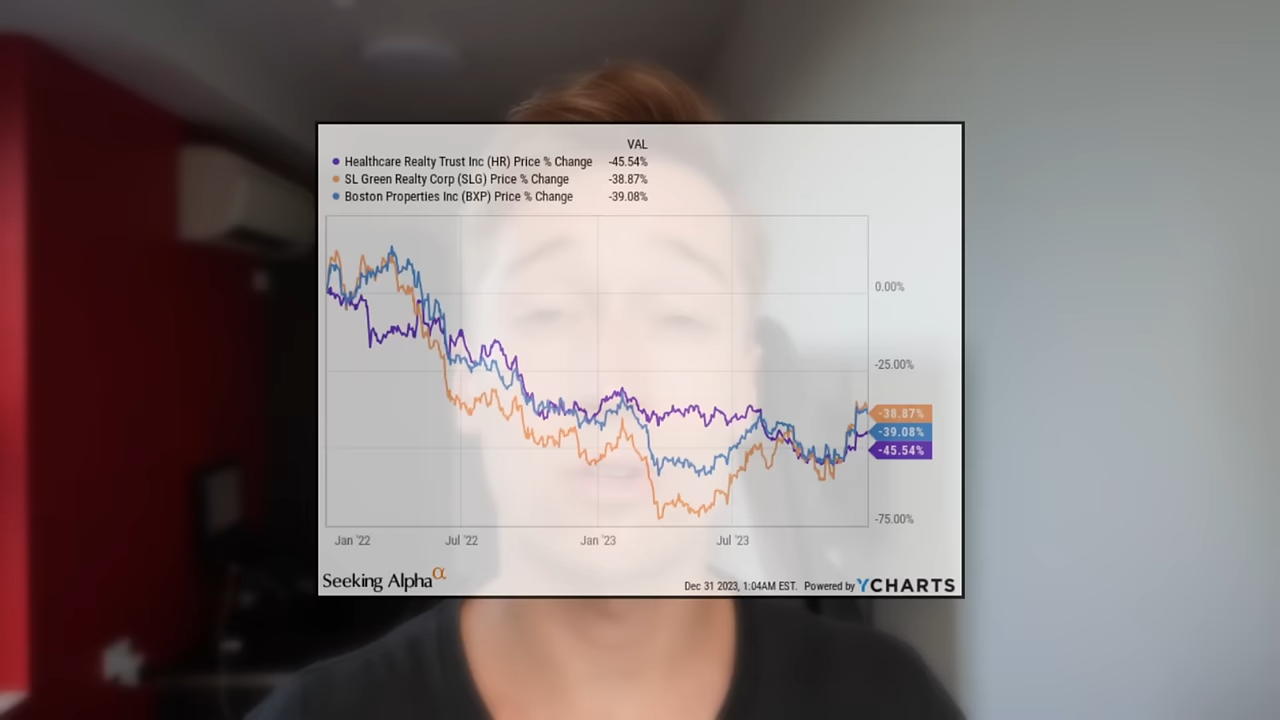 VAL
Healthcare Realty Trust Inc (HR) Price % Change -45.54%
SL Green Realty Corp (SLG) Price % Change -38.87%
Boston Properties Inc (BXP) Price % Change -39.08%
0.00%
-25.00%
-38.87%
-39.08%
-45.54%
-75.00%
Jan '22 Jul '22 Jan '23 Jul '23
Seeking Alphaα Dec 31 2023, 1:04AM EST. Powered by YCHARTS